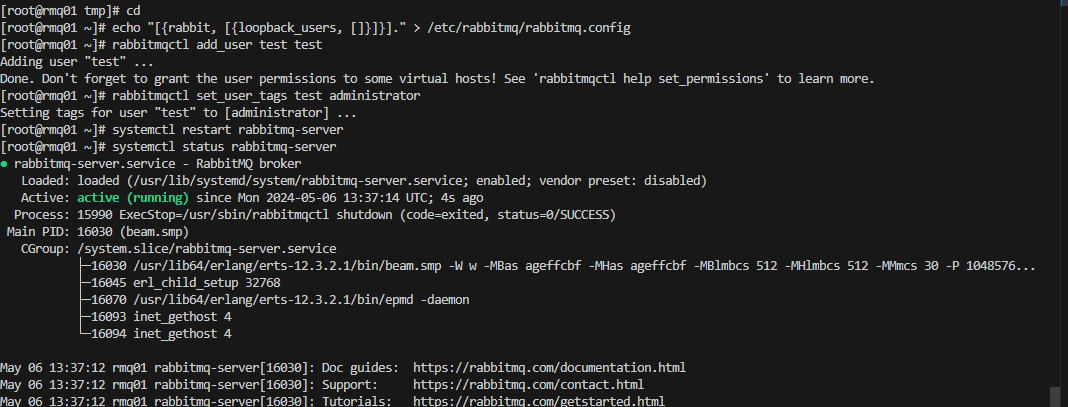 [root@rmq01 tmp]# cd
[root@rmq01 ~]# echo "[{rabbit, [{loopback_users, []}]}]." > /etc/rabbitmq/rabbitmq.config
[root@rmq01 ~]# rabbitmqctl add_user test test
Adding user "test" ...
Done. Don't forget to grant the user permissions to some virtual hosts! See 'rabbitmqctl help set_permissions' to learn more.
[root@rmq01 ~]# rabbitmqctl set_user_tags test administrator
Setting tags for user "test" to [administrator] ...
[root@rmq01 ~]# systemctl restart rabbitmq-server
[root@rmq01 ~]# systemctl status rabbitmq-server
● rabbitmq-server.service - RabbitMQ broker
   Loaded: loaded (/usr/lib/systemd/system/rabbitmq-server.service; enabled; vendor preset: disabled)
   Active: active (running) since Mon 2024-05-06 13:37:14 UTC; 4s ago
  Process: 15990 ExecStop=/usr/sbin/rabbitmqctl shutdown (code=exited, status=0/SUCCESS)
 Main PID: 16030 (beam.smp)
   CGroup: /system.slice/rabbitmq-server.service
           ├─16030 /usr/lib64/erlang/erts-12.3.2.1/bin/beam.smp -W w -MBas ageffcbf -MHas ageffcbf -MBlmbcs 512 -MHlmbcs 512 -MMmcs 30 -P 1048576...
           ├─16045 erl_child_setup 32768
           ├─16070 /usr/lib64/erlang/erts-12.3.2.1/bin/epmd -daemon
           ├─16093 inet_gethost 4
           └─16094 inet_gethost 4

May 06 13:37:12 rmq01 rabbitmq-server[16030]: Doc guides:  https://rabbitmq.com/documentation.html
May 06 13:37:12 rmq01 rabbitmq-server[16030]: Support:     https://rabbitmq.com/contact.html
May 06 13:37:12 rmq01 rabbitmq-server[16030]: Tutorials:   https://rabbitmq.com/getstarted.html